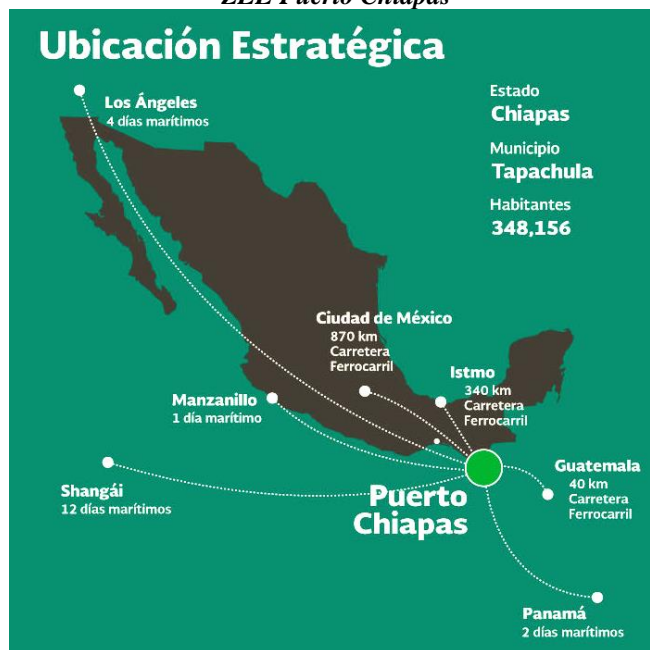 ZEE Puerto Chiapas
Ubicación Estratégica
Los Ángeles
4 días marítimos
Estado
Chiapas
Municipio
Tapachula
Habitantes
348,156
Ciudad de México
870 km
Carretera
Ferrocarril
Istmo
340 km
Carretera
Ferrocarril
Manzanillo
1 día marítimo
Guatemala
40 km
Carretera
Ferrocarril
Shangái
12 días marítimos
Puerto
Chiapas
Panamá
2 días marítimos